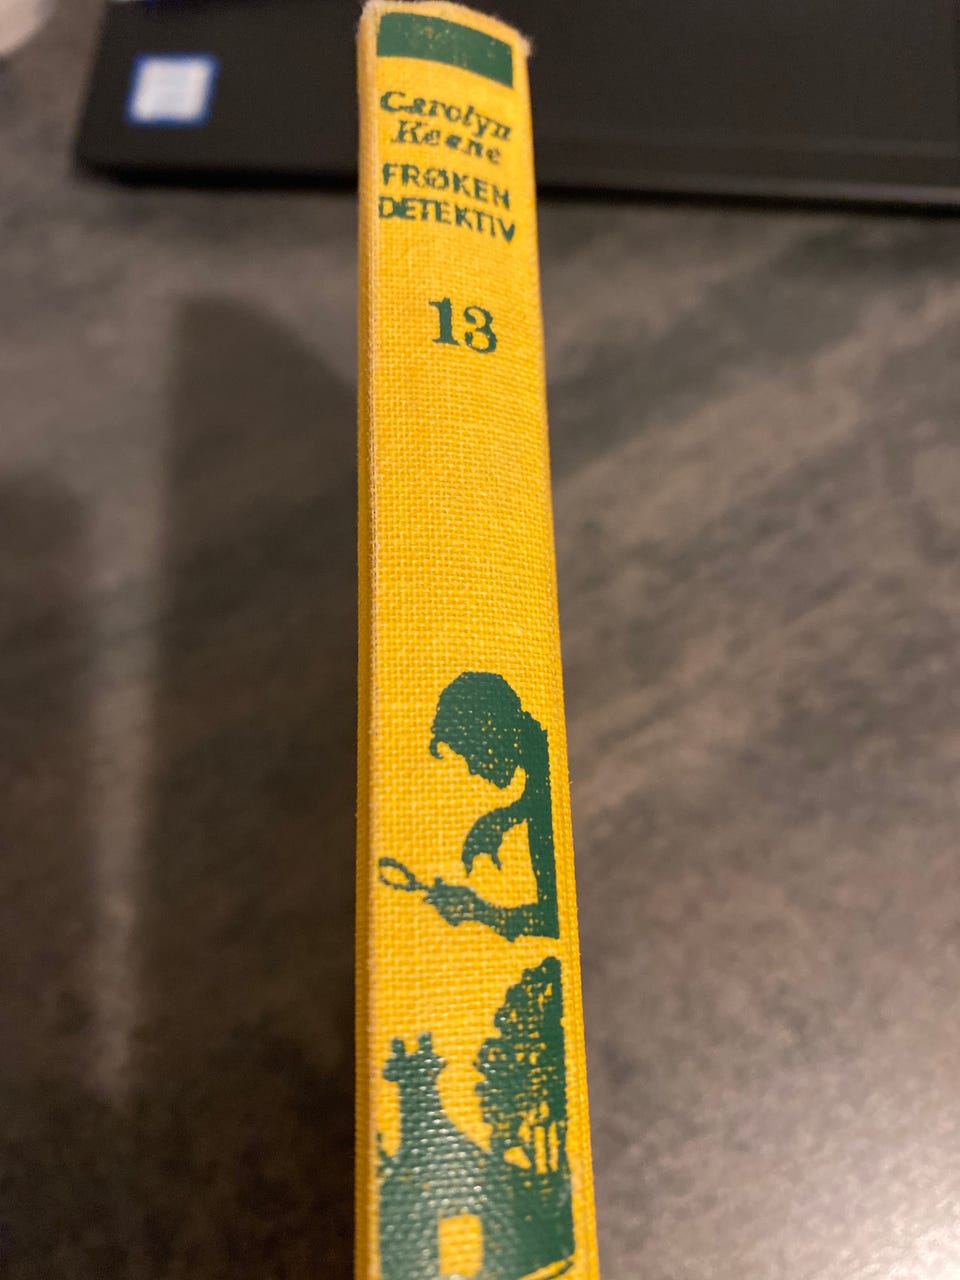 Carolyn
Keene
FRØKEN
DETEKTIV
13